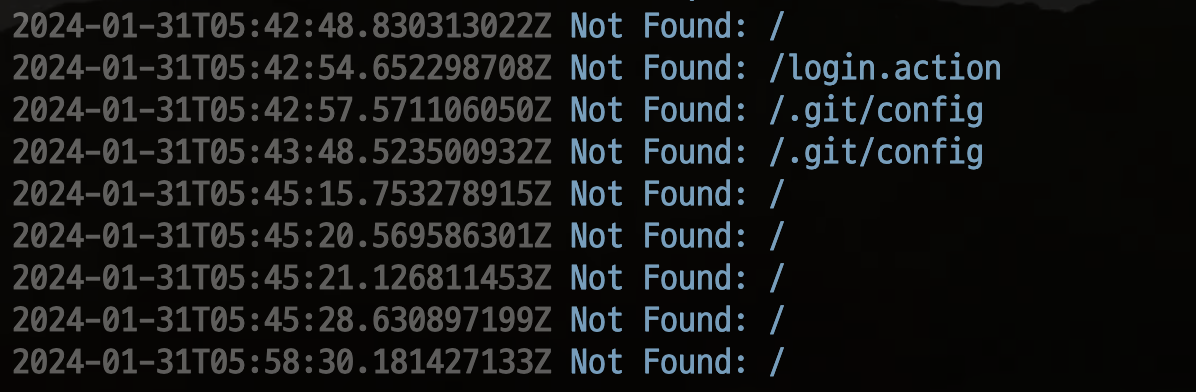 2024-01-31T05:42:48.830313022Z Not Found: /
2024-01-31T05:42:54.652298708Z Not Found: /login.action
2024-01-31T05:42:57.571106050Z Not Found: /.git/config
2024-01-31T05:43:48.523500932Z Not Found: /.git/config
2024-01-31T05:45:15.753278915Z Not Found: /
2024-01-31T05:45:20.569586301Z Not Found: /
2024-01-31T05:45:21.126811453Z Not Found: /
2024-01-31T05:45:28.630897199Z Not Found: /
2024-01-31T05:58:30.181427133Z Not Found: /